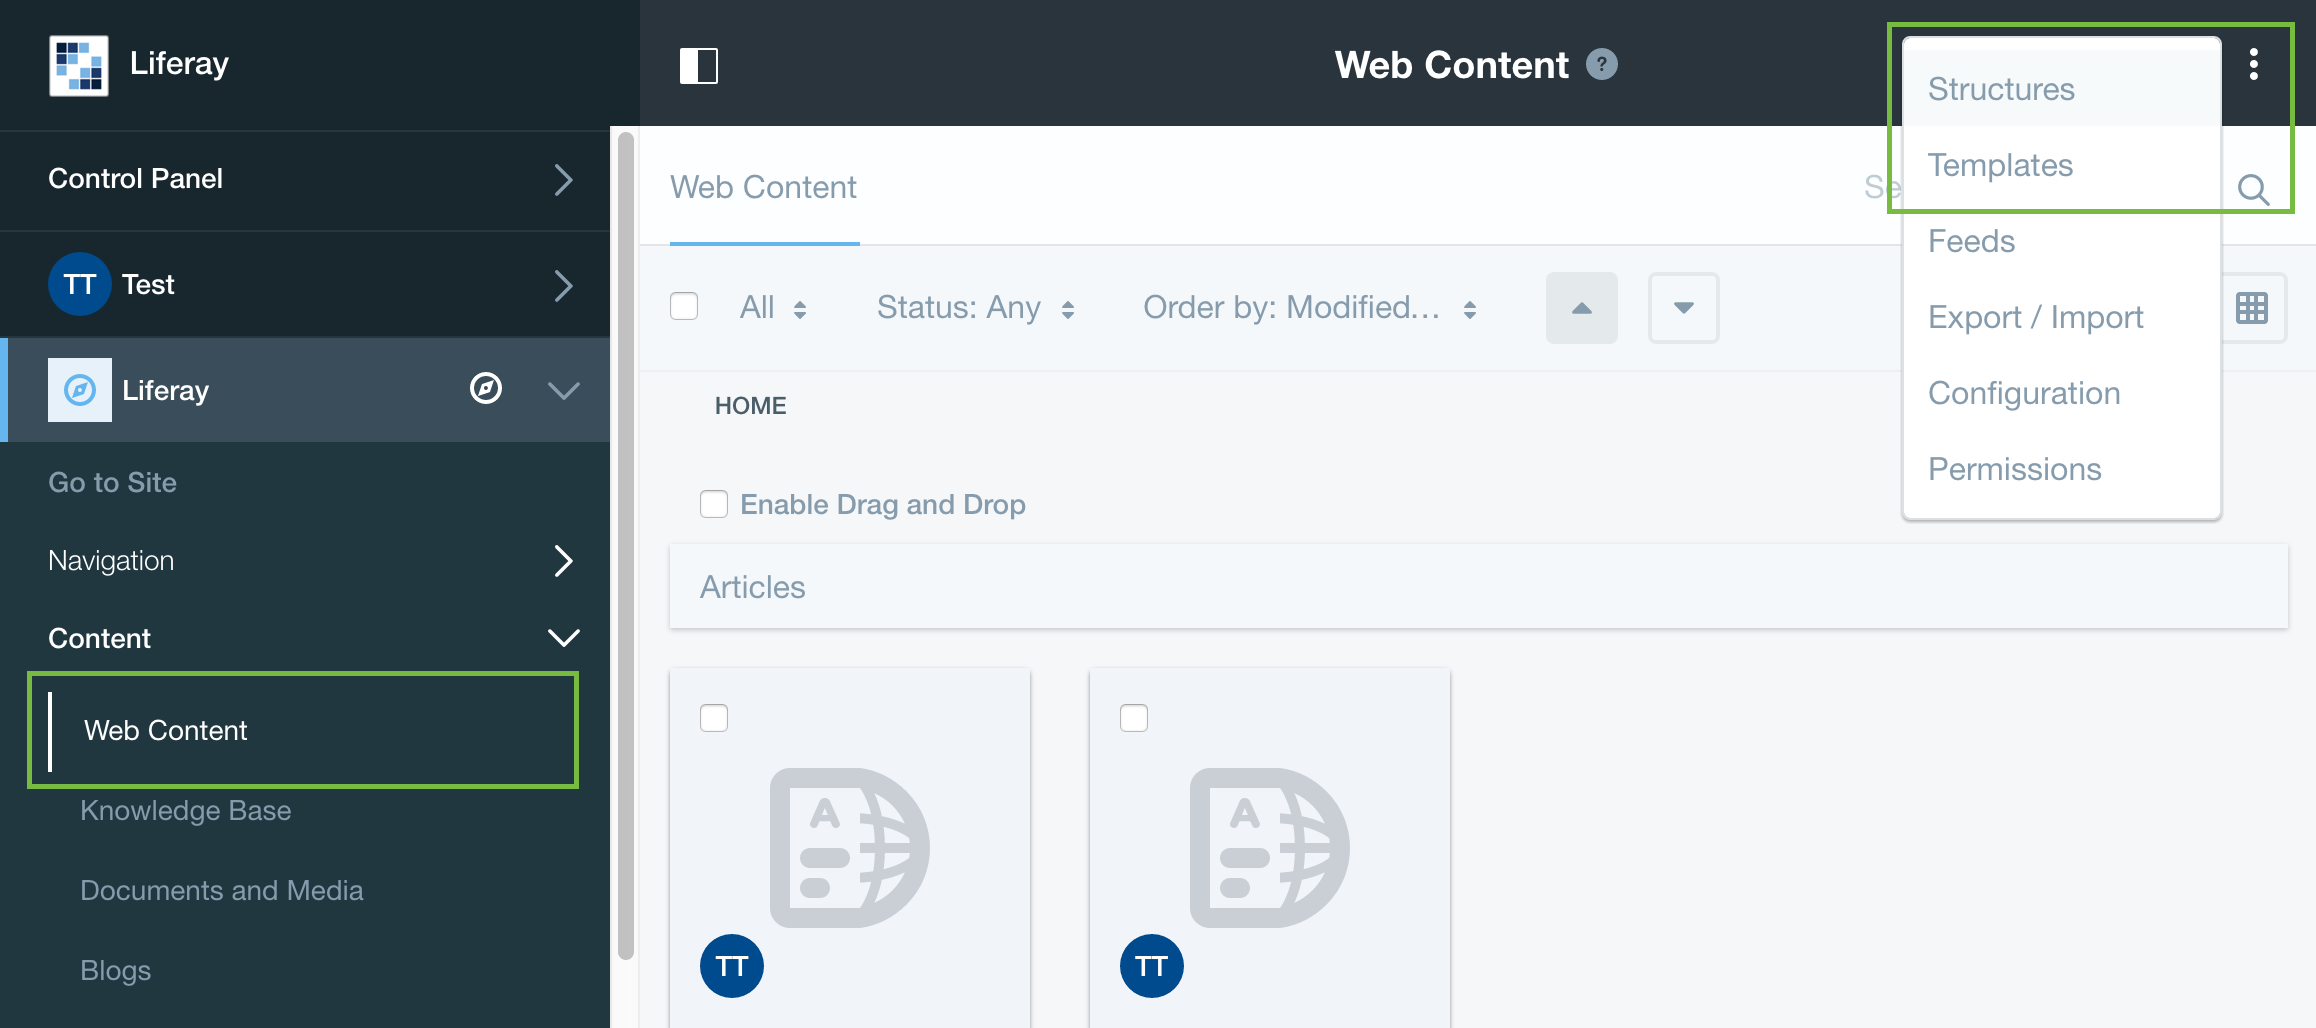 Liferay
Control Panel
TT Test
Liferay
Go to Site
Navigation
Content
Web Content
Knowledge Base
Documents and Media
Blogs
Web Content ?
Structures
Templates
Feeds
Export / Import
Configuration
Permissions
Web Content
Se
All Status: Any Order by: Modified...
HOME
Enable Drag and Drop
Articles
A A
TT TT